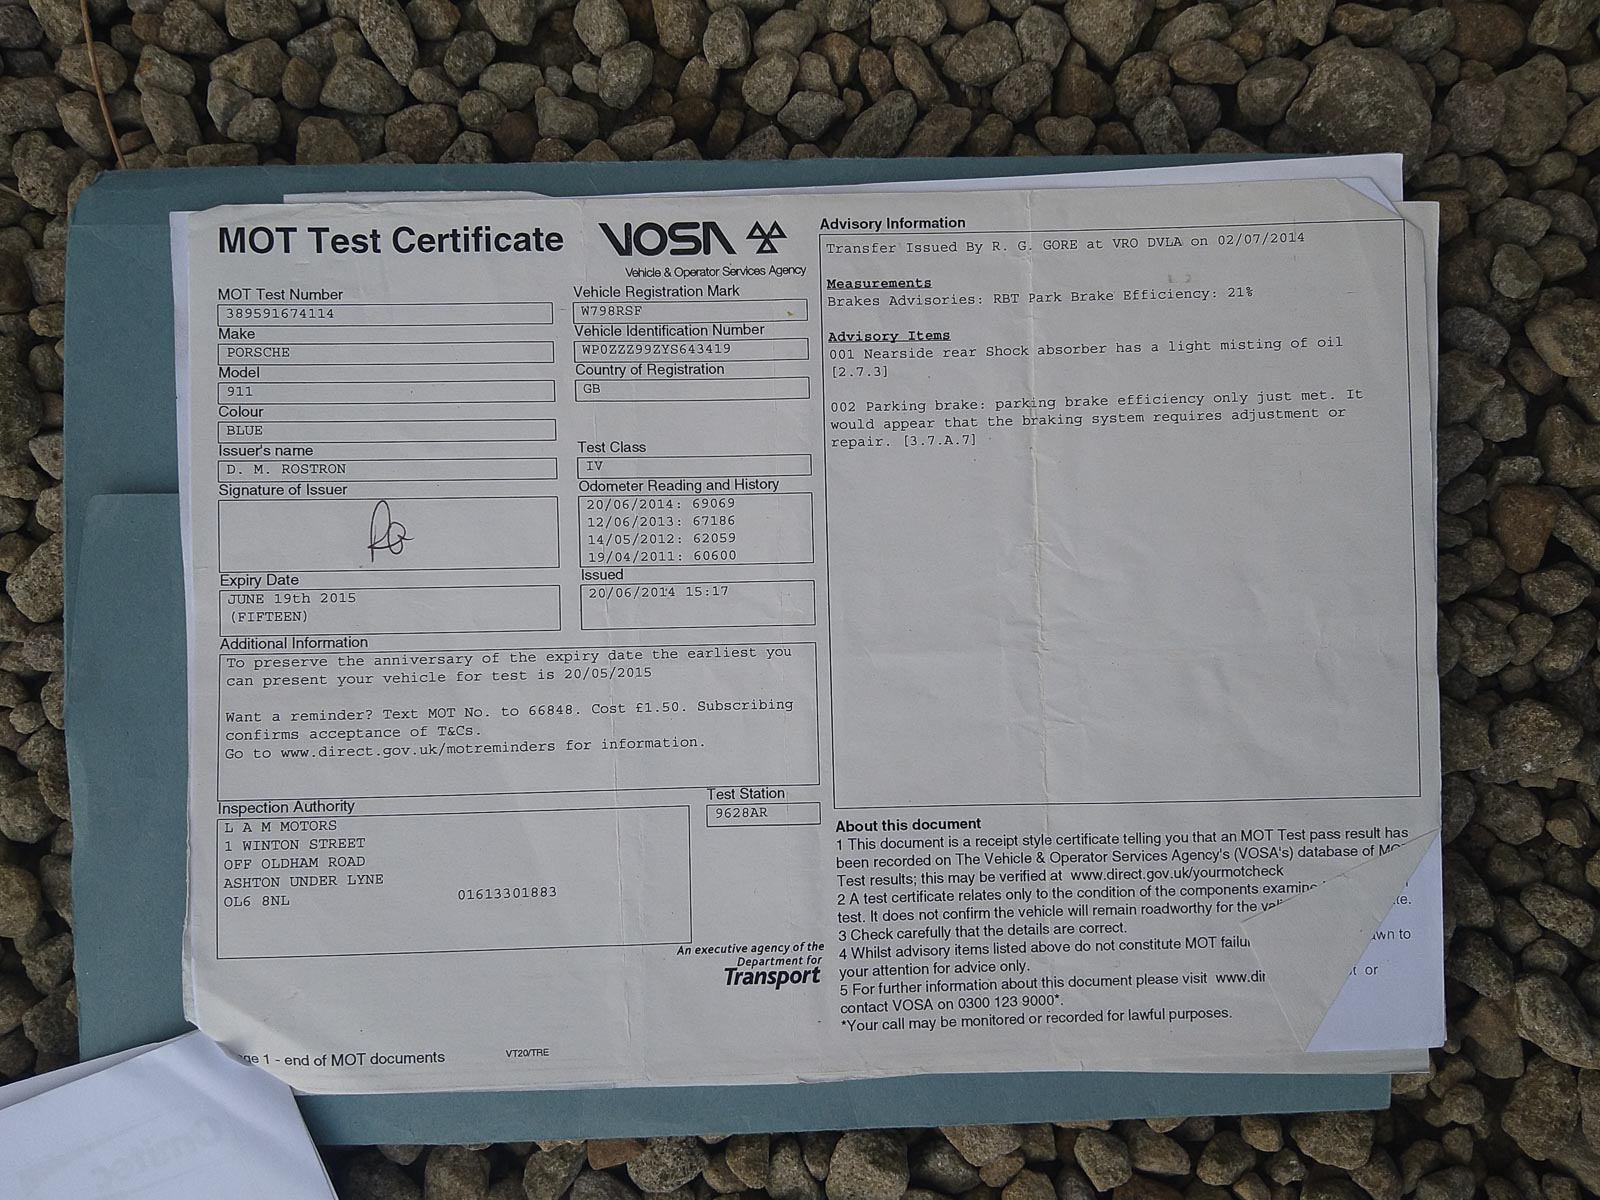 MOT Test Certificate
VOSA
Vehicle & Operator Services Agency
MOT Test Number
389591674114
Make
PORSCHE
Model
911
Colour
BLUE
Issuer's name
D. M. ROSTRON
Signature of Issuer
Expiry Date
JUNE 19th 2015
(FIFTEEN)
Vehicle Registration Mark
W798RSF
Vehicle Identification Number
WP0ZZZ99ZYS643419
Country of Registration
GB
Test Class
IV
Odometer Reading and History
20/06/2014: 69069
12/06/2013: 67186
14/05/2012: 62059
19/04/2011: 60600
Issued
20/06/2014 15:17
Additional Information
To preserve the anniversary of the expiry date the earliest you
can present your vehicle for test is 20/05/2015
Want a reminder? Text MOT No. to 66848. Cost £1.50. Subscribing
confirms acceptance of T&Cs.
Go to www.direct.gov.uk/motreminders for information.
Inspection Authority
L A M MOTORS
1 WINTON STREET
OFF OLDHAM ROAD
ASHTON UNDER LYNE
OL6 8NL 01613301883
Test Station
9628AR
An executive agency of the
Department for
Transport
1 - end of MOT documents
VT20/TRE
Advisory Information
Transfer Issued By R. G. GORE at VRO DVLA on 02/07/2014
Measurements
Brakes Advisories: RBT Park Brake Efficiency: 21%
Advisory Items
001 Nearside rear Shock absorber has a light misting of oil
[2.7.3]
002 Parking brake: parking brake efficiency only just met. It
would appear that the braking system requires adjustment or
repair. [3.7.A.7]
About this document
1 This document is a receipt style certificate telling you that an MOT Test pass result has
been recorded on The Vehicle & Operator Services Agency's (VOSA's) database of
Test results; this may be verified at www.direct.gov.uk/yourmotcheck
2 A test certificate relates only to the condition of the components
test. It does not confirm the vehicle will remain roadworthy for the
3 Check carefully that the details are correct.
4 Whilst advisory items listed above do not constitute MOT to
your attention for advice only.
5 For further information about this document please visit or
contact VOSA on 0300 123 9000*.
*Your call may be monitored or recorded for lawful purposes.